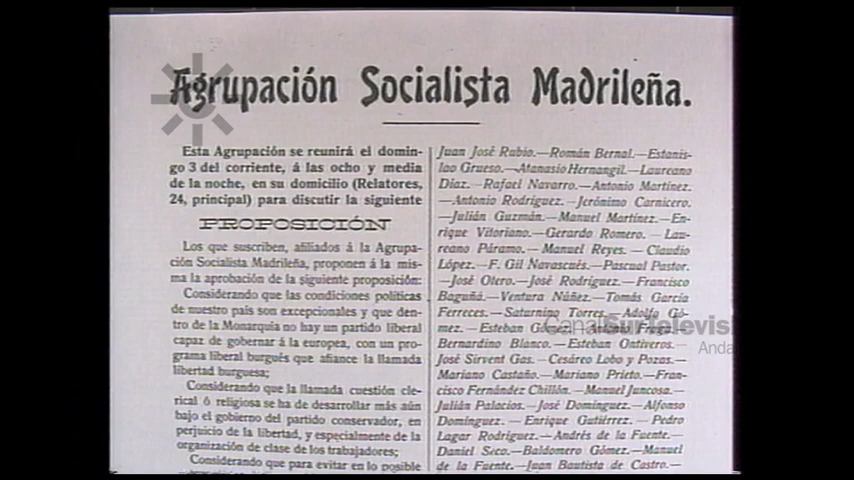 Agrupación Socialista Madrileña.
Esta Agrupación se reunirá el domin-
go 3 del corriente, á las ocho y media
de la noche, en su domicilio (Relatores,
24, principal) para discutir la siguiente
PROPOSICIÓN
Los que suscriben, afiliados á la Agrupa-
ción Socialista Madrileña, proponen á la mis-
ma la aprobación de la siguiente proposición:
Considerando que las condiciones políticas
de nuestro país son excepcionales y que den-
tro de la Monarquia no hay un partido liberal
capaz de gobernar á la europea, con un pro-
grama liberal burgués que afiance la llamada
libertad burguesa;
Considerando que la llamada cuestión cle-
rical ó religiosa se ha de desarrollar más aún
bajo el gobierno del partido conservador, en
perjuicio de la libertad, y especialmente de la
organización de clase de los trabajadores;
Considerando que para evitar en lo posible
Juan José Rubio.—Román Bernal.—Estanis-
lao Grueso.—Atanasio Hernangil.—Laureano
Diaz.—Rafael Navarro.—Antonio Martínez.
—Antonio Rodríguez.—Jerónimo Carnicero.
—Julián Guzmán.—Manuel Martínez.—En-
rique Vitoriano.—Gerardo Romero.—Lau-
reano Páramo.—Manuel Reyes.—Claudio
López.—F. Gil Navascués.—Pascual Pastor.
—José Otero.—José Rodríguez.—Francisco
Baguñá.—Ventura Núñez.—Tomás García
Ferreces.—Saturnino Torres.—Adolfo Gó-
mez.—Esteban Gómez.
Bernardino Blanco.—Esteban Ontiveros.—
José Sirvent Gas.—Cesáreo Lobo y Pozas.—
Mariano Castaño.—Mariano Prieto.—Fran-
cisco Fernández Chillón.—Manuel Juncosa.—
Julián Palacios.—José Domínguez.—Alfonso
Domínguez.—Enrique Gutiérrez.—Pedro
Lagar Rodríguez.—Andrés de la Fuente.—
Daniel Seco.—Baldomero Gómez.—Manuel
de la Fuente.—Juan Bautista de Castro.—
CanalSurTelevisi
Anda